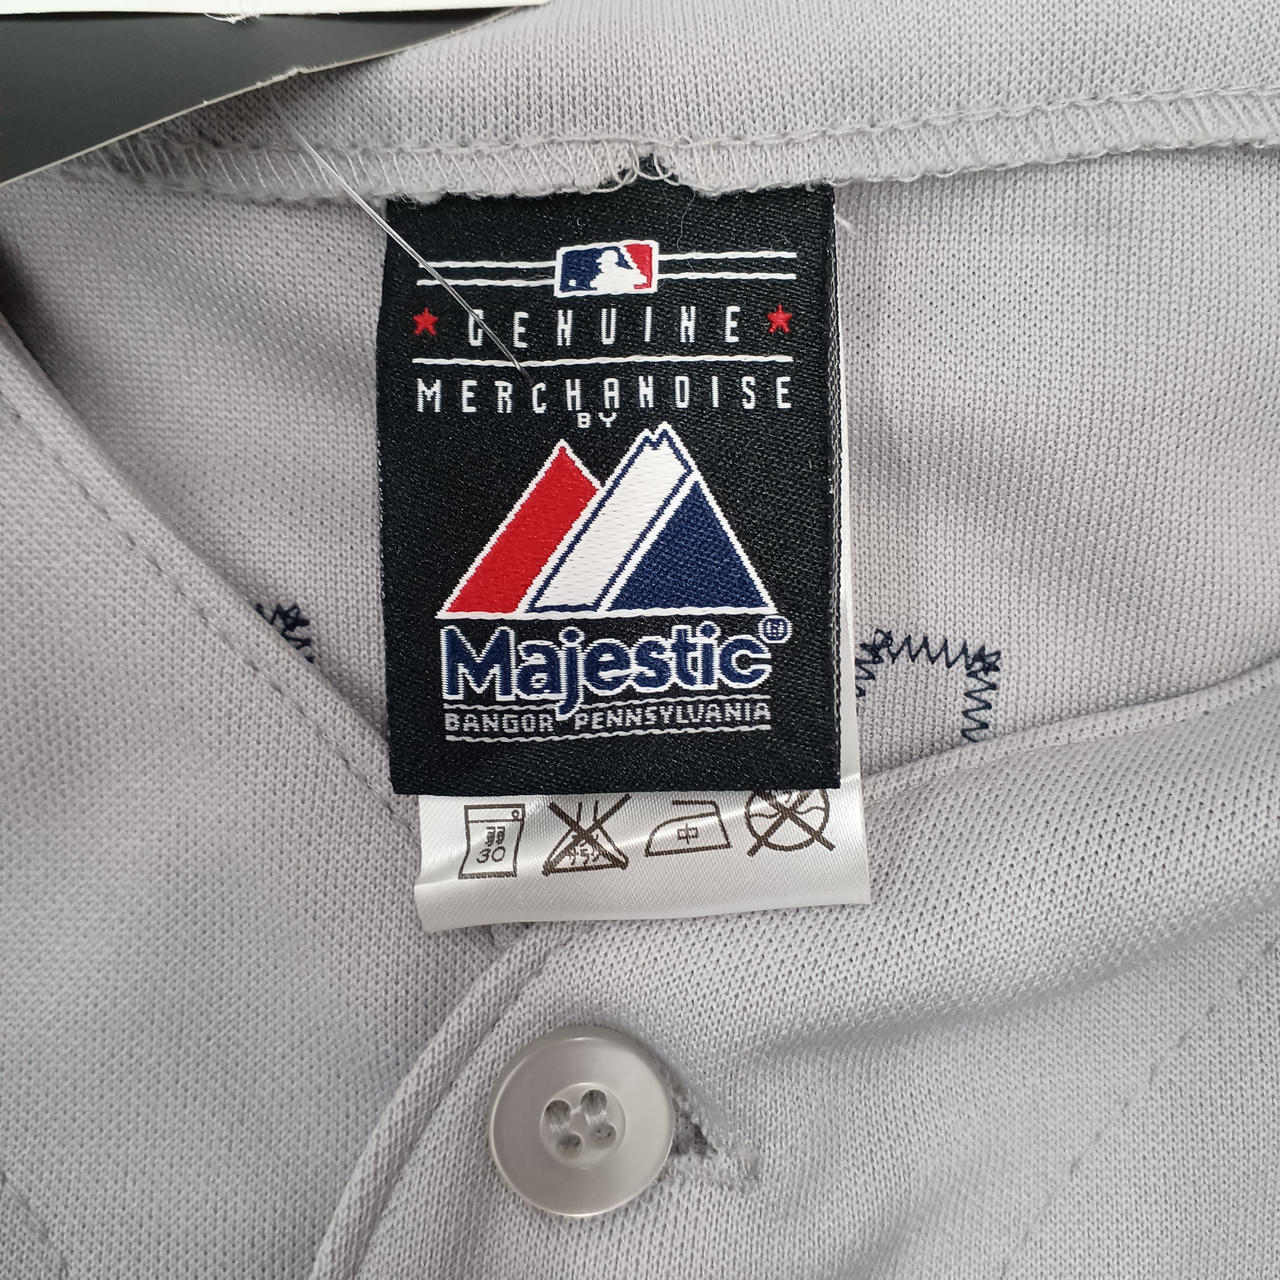 GENUINE
MERCHANDISE
BY
Majestic®
BANGOR PENNSYLVANIA
30
中